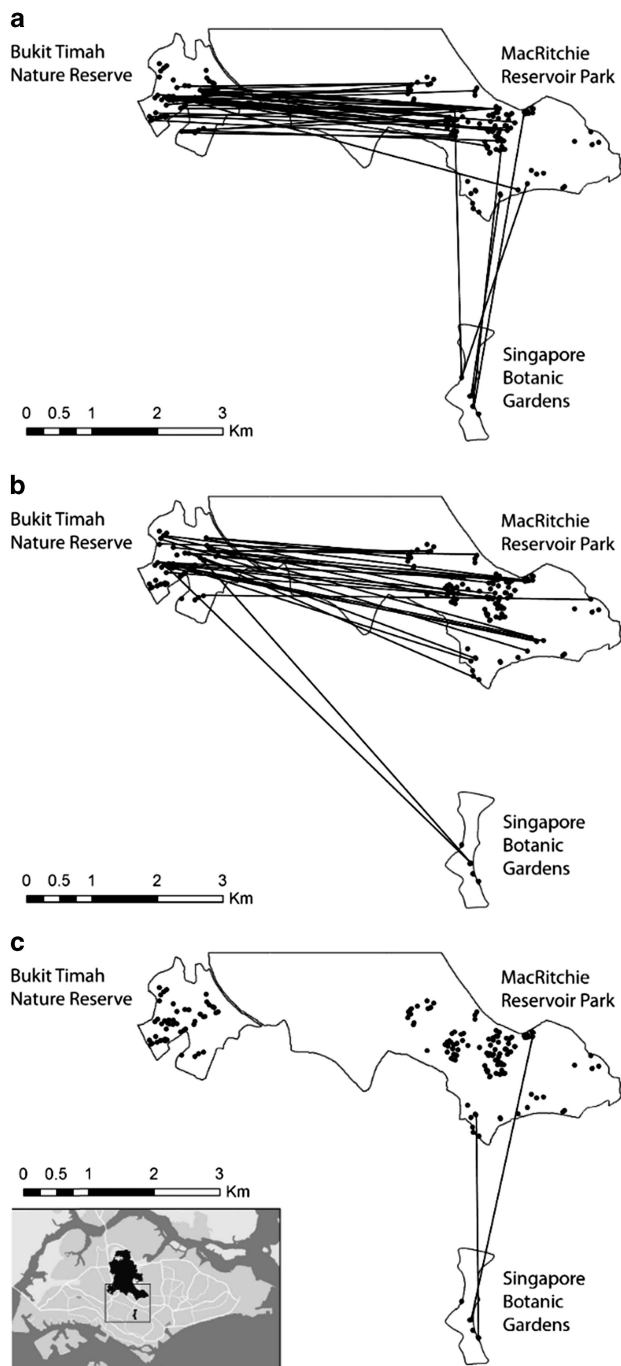 a
Bukit Timah
Nature Reserve
MacRitchie
Reservoir Park
Singapore
Botanic
Gardens
0 0.5 1 2 3
Km
b
Bukit Timah
Nature Reserve
MacRitchie
Reservoir Park
Singapore
Botanic
Gardens
0 0.5 1 2 3
Km
c
Bukit Timah
Nature Reserve
MacRitchie
Reservoir Park
0 0.5 1 2 3
Km
Singapore
Botanic
Gardens